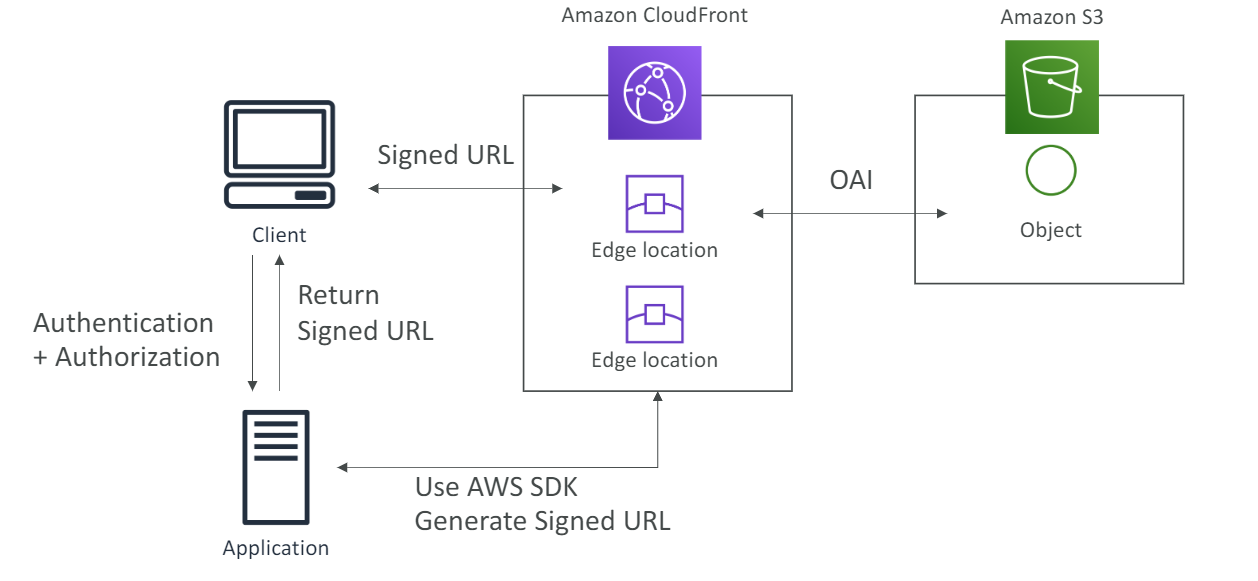 Amazon CloudFront
Amazon S3
Signed URL
OAI
Client
Edge location
Object
Return
Signed URL
Authentication
+ Authorization
Edge location
Use AWS SDK
Generate Signed URL
Application